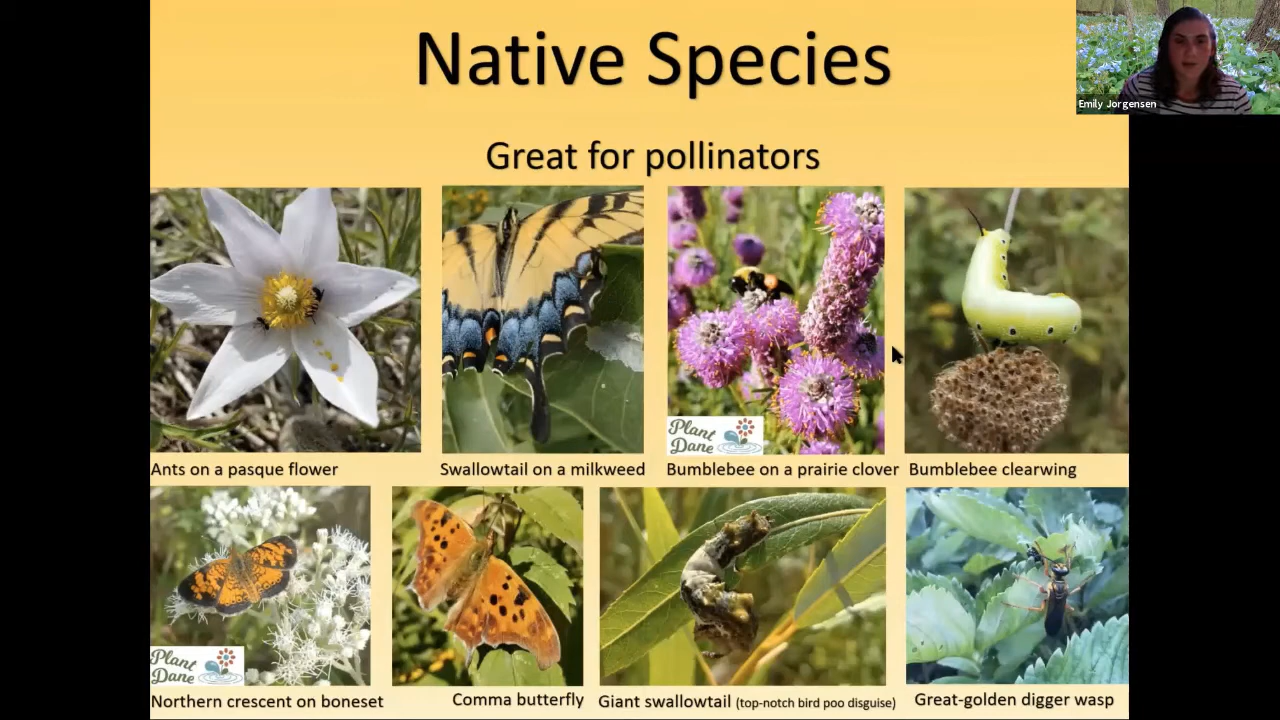 Native Species
Emily Jorgensen
Great for pollinators
Plant
Dane
Ants on a pasque flower
Swallowtail on a milkweed
Bumblebee on a prairie clover
Bumblebee clearwing
Plant
Dane
Northern crescent on boneset
Comma butterfly
Giant swallowtail (top-notch bird poo disguise)
Great-golden digger wasp